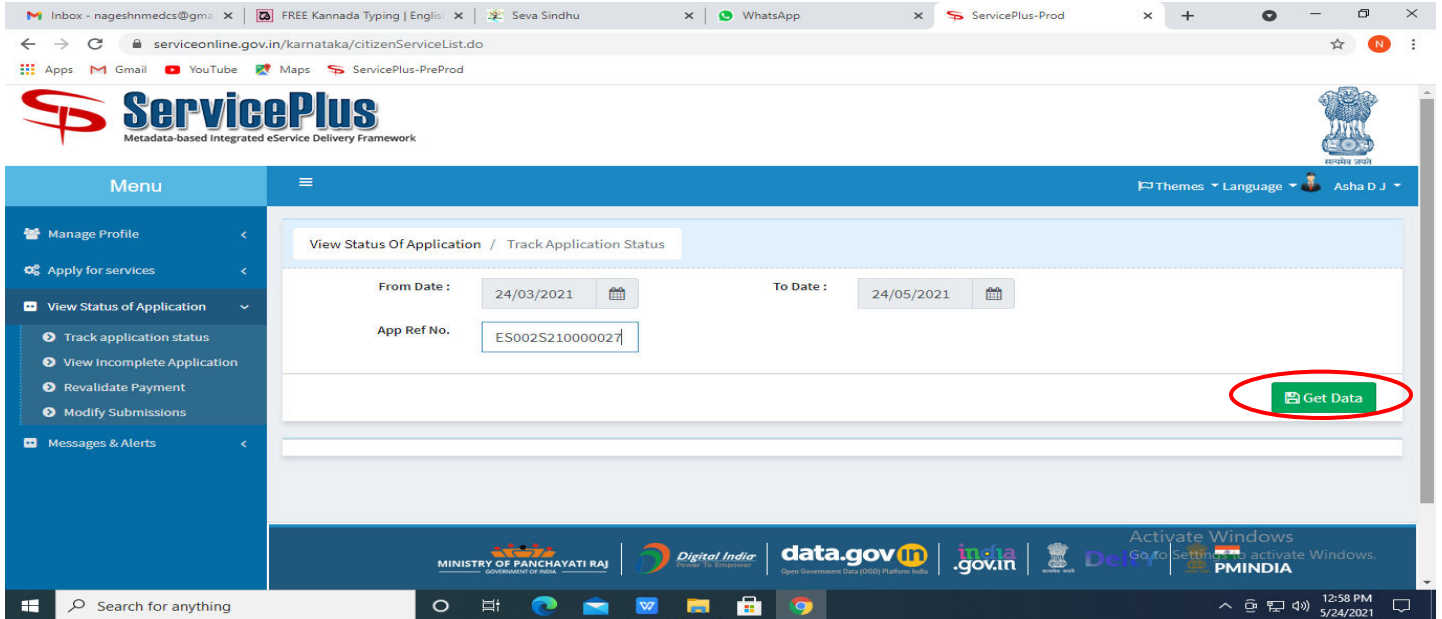 Inbox - nageshnmedcs@gma
FREE Kannada Typing | Englis
Seva Sindhu
WhatsApp
ServicePlus-Prod
serviceonline.gov.in/karnataka/citizenServiceList.do
N
Apps Gmail YouTube Maps ServicePlus-PreProd
ServicePlus
Metadata-based Integrated eService Delivery Framework
सत्यमेव जयते
Menu
Themes Language Asha D J
Manage Profile
Apply for services
View Status of Application
Track application status
View Incomplete Application
Revalidate Payment
Modify Submissions
Messages & Alerts
View Status Of Application / Track Application Status
From Date : 24/03/2021 To Date : 24/05/2021
App Ref No. ES002S210000027
Get Data
MINISTRY OF PANCHAYATI RAJ
GOVERNMENT OF INDIA
Digital India
Power To Empower
data.gov in
Open Government Data (OGD) Platform India
india
.gov.in
PMINDIA
Activate Windows
Go to Settings to activate Windows.
Search for anything
12:58 PM
5/24/2021